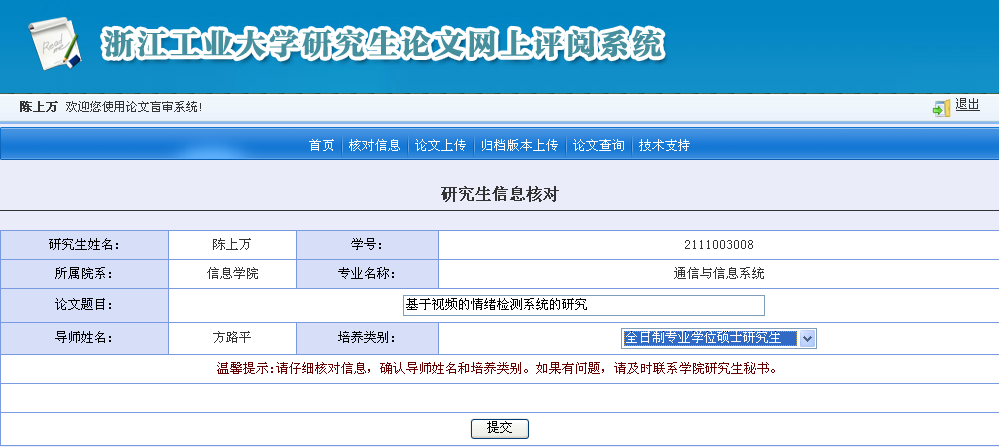 Read me
浙江工业大学研究生论文网上评阅系统
陈上万 欢迎您使用论文盲审系统! 退出
首页 核对信息 论文上传 归档版本上传 论文查询 技术支持
研究生信息核对
研究生姓名: 陈上万 学号: 2111003008
所属院系: 信息学院 专业名称: 通信与信息系统
论文题目: 基于视频的情绪检测系统的研究
导师姓名: 方路平 培养类别: 全日制专业学位硕士研究生
温馨提示:请仔细核对信息，确认导师姓名和培养类别。如果有问题，请及时联系学院研究生秘书。
提交